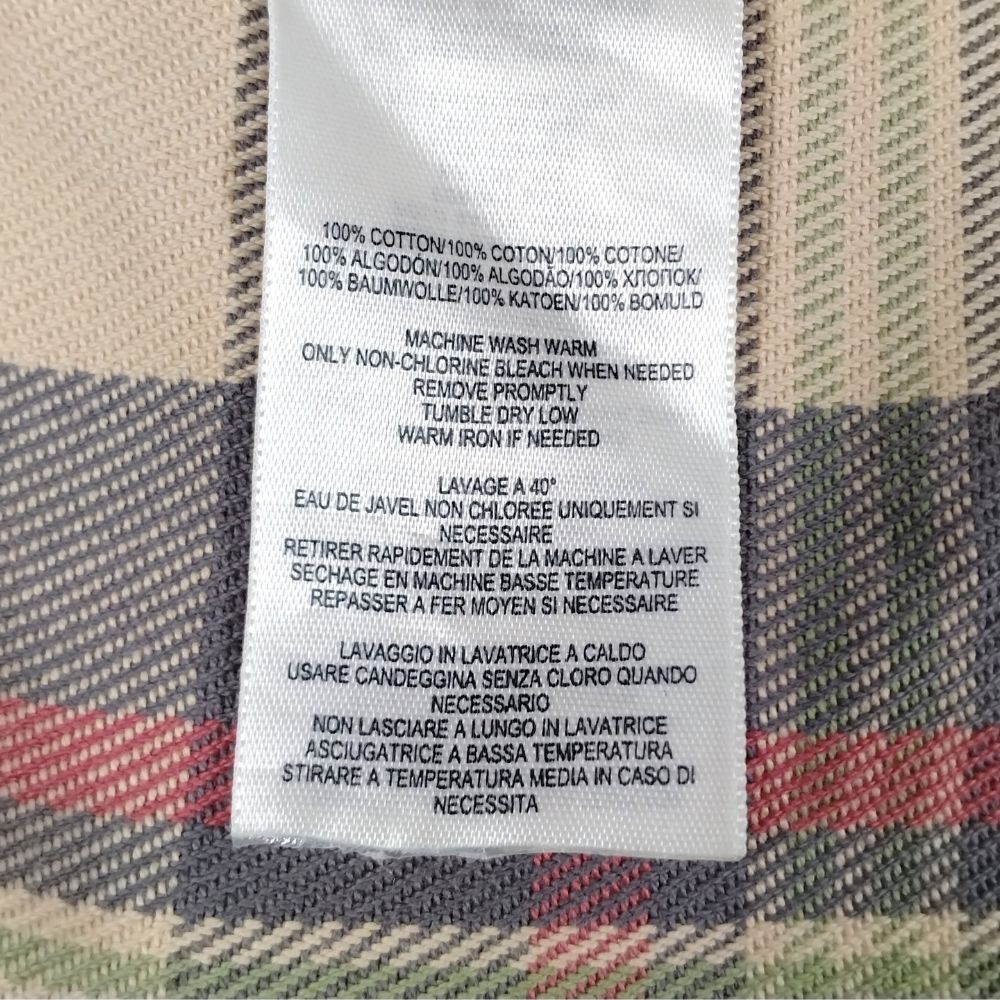 100% COTTON/100% COTON/100% COTONE/
100% ALGODÓN/100% ALGODÃO/100% ХЛОПОК/
100% BAUMWOLLE/100% KATOEN/100% BOMULD
MACHINE WASH WARM
ONLY NON-CHLORINE BLEACH WHEN NEEDED
REMOVE PROMPTLY
TUMBLE DRY LOW
WARM IRON IF NEEDED
LAVAGE A 40°
EAU DE JAVEL NON CHLOREE UNIQUEMENT SI
NECESSAIRE
RETIRER RAPIDEMENT DE LA MACHINE A LAVER
SECHAGE EN MACHINE BASSE TEMPERATURE
REPASSER A FER MOYEN SI NECESSAIRE
LAVAGGIO IN LAVATRICE A CALDO
USARE CANDEGGINA SENZA CLORO QUANDO
NECESSARIO
NON LASCIARE A LUNGO IN LAVATRICE
ASCIUGATRICE A BASSA TEMPERATURA
STIRARE A TEMPERATURA MEDIA IN CASO DI
NECESSITA